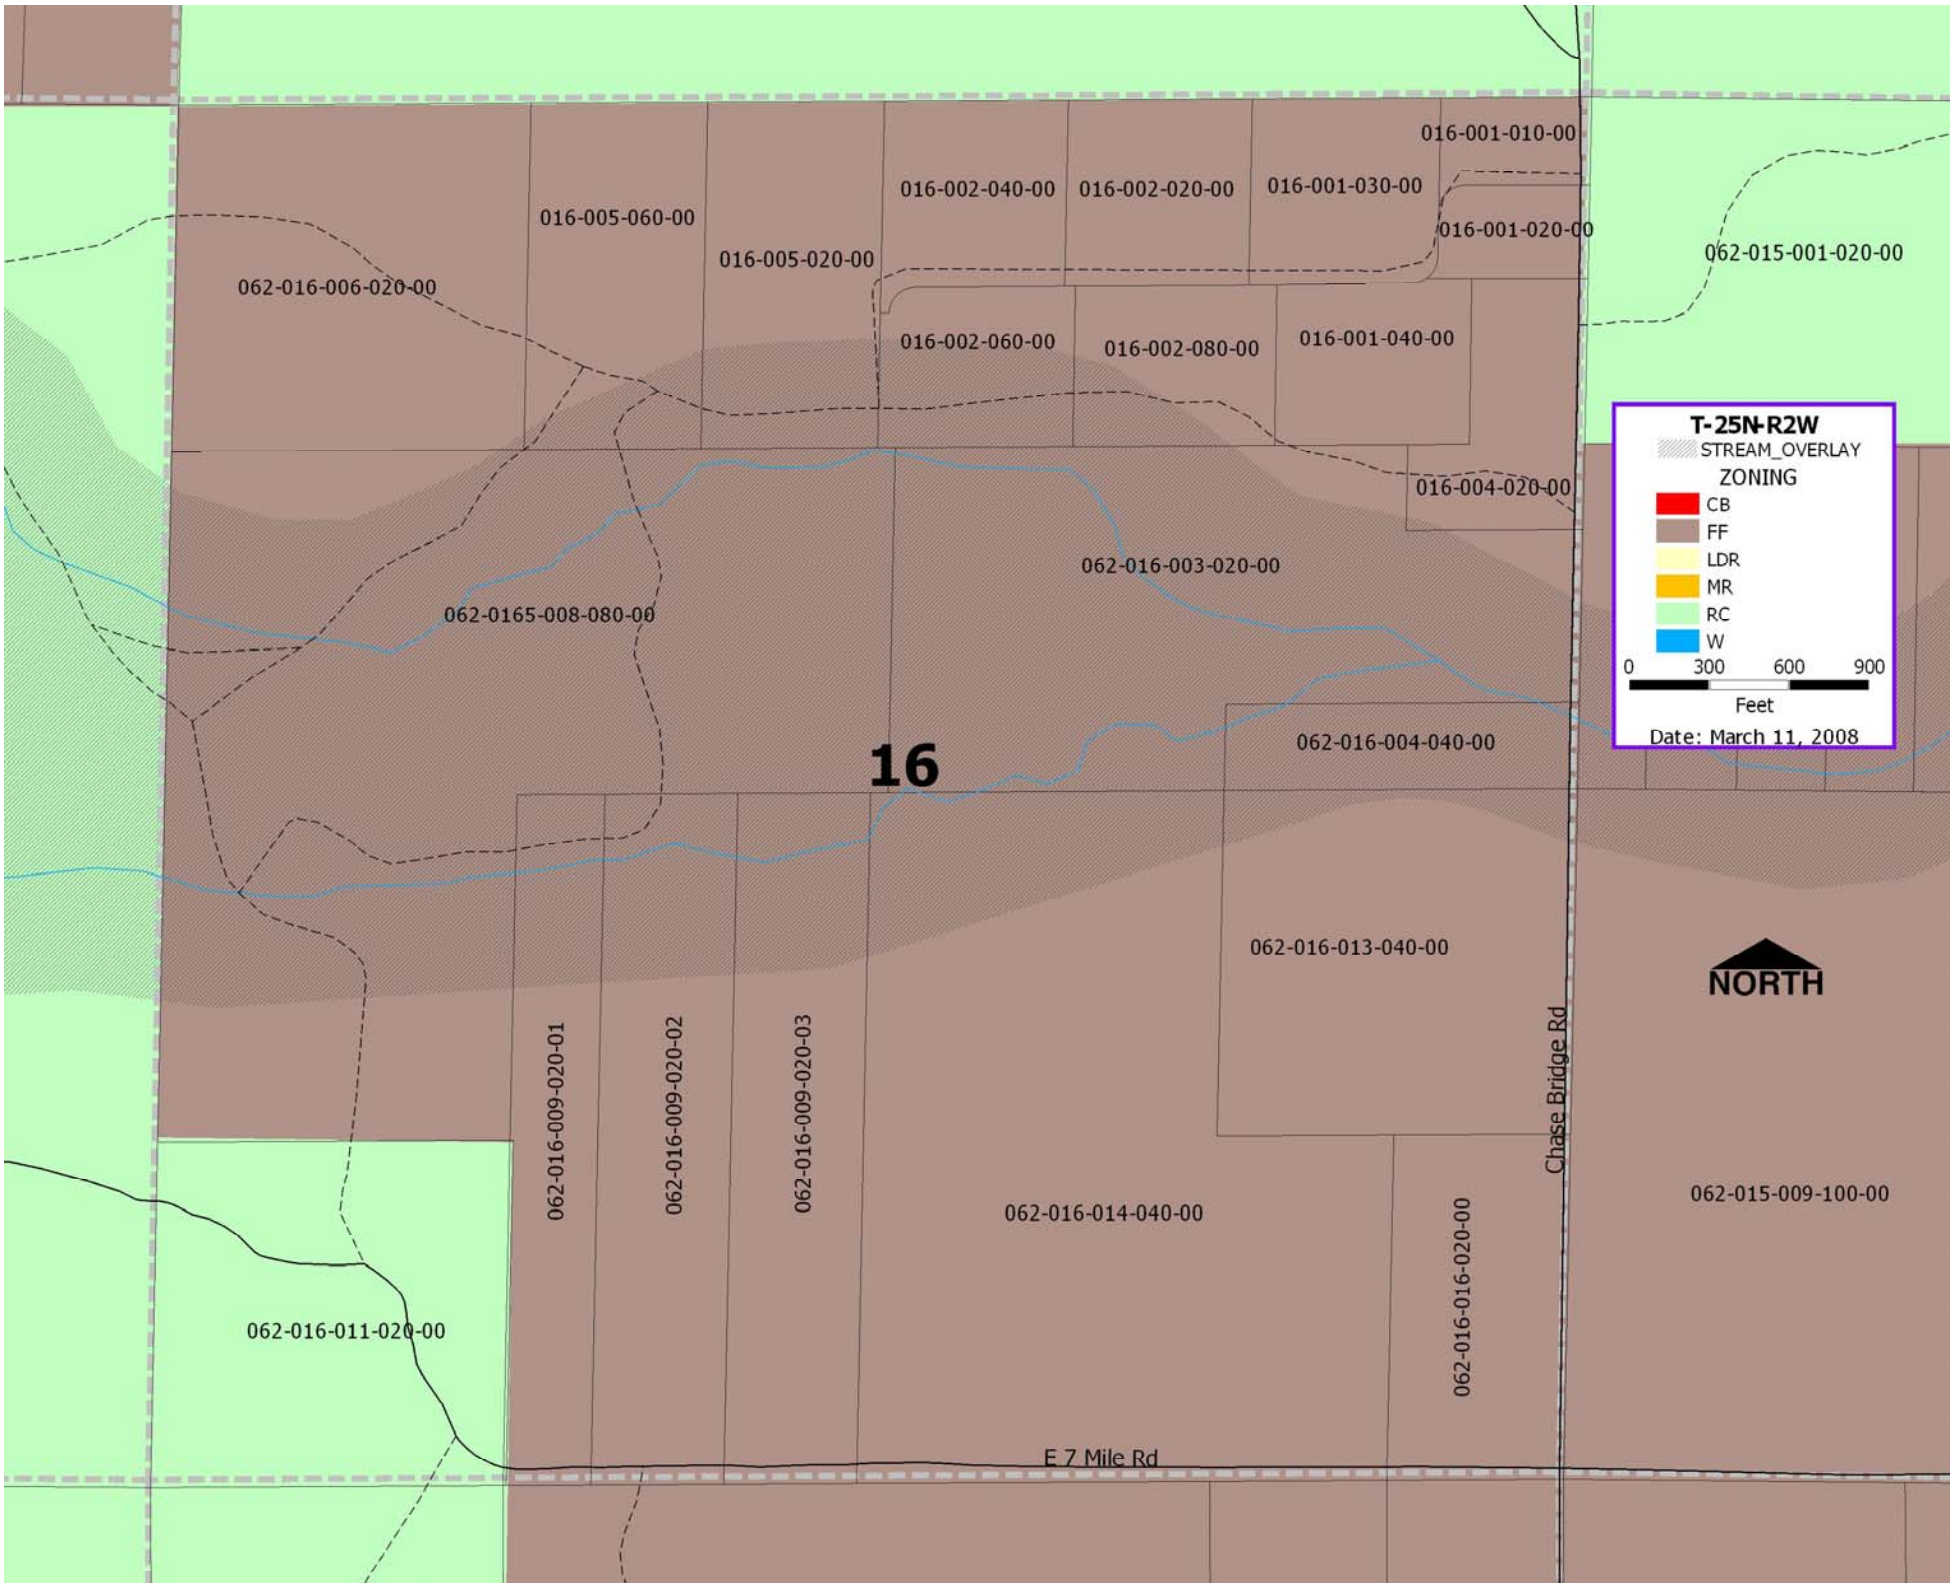 016-001-010-00
016-002-040-00
016-002-020-00
016-001-030-00
016-005-060-00
016-001-020-00
016-005-020-00
062-015-001-020-00
062-016-006-020-00
016-002-060-00
016-002-080-00
016-001-040-00
T-25N-R2W
STREAM_OVERLAY
ZONING
CB
FF
LDR
MR
RC
W
0 300 600 900
Feet
Date: March 11, 2008
016-004-020-00
062-016-003-020-00
062-0165-008-080-00
062-016-004-040-00
16
062-016-013-040-00
NORTH
Chase Bridge Rd
062-016-009-020-01
062-016-009-020-02
062-016-009-020-03
062-016-014-040-00
062-015-009-100-00
062-016-016-020-00
062-016-011-020-00
E 7 Mile Rd